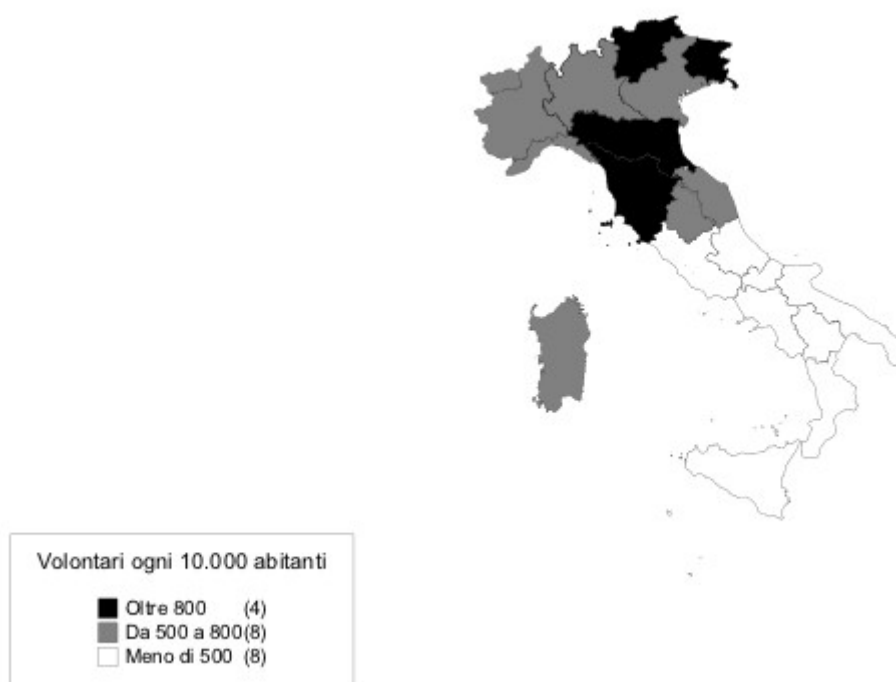 Volontari ogni 10.000 abitanti
Oltre 800 (4)
Da 500 a 800(8)
Meno di 500 (8)